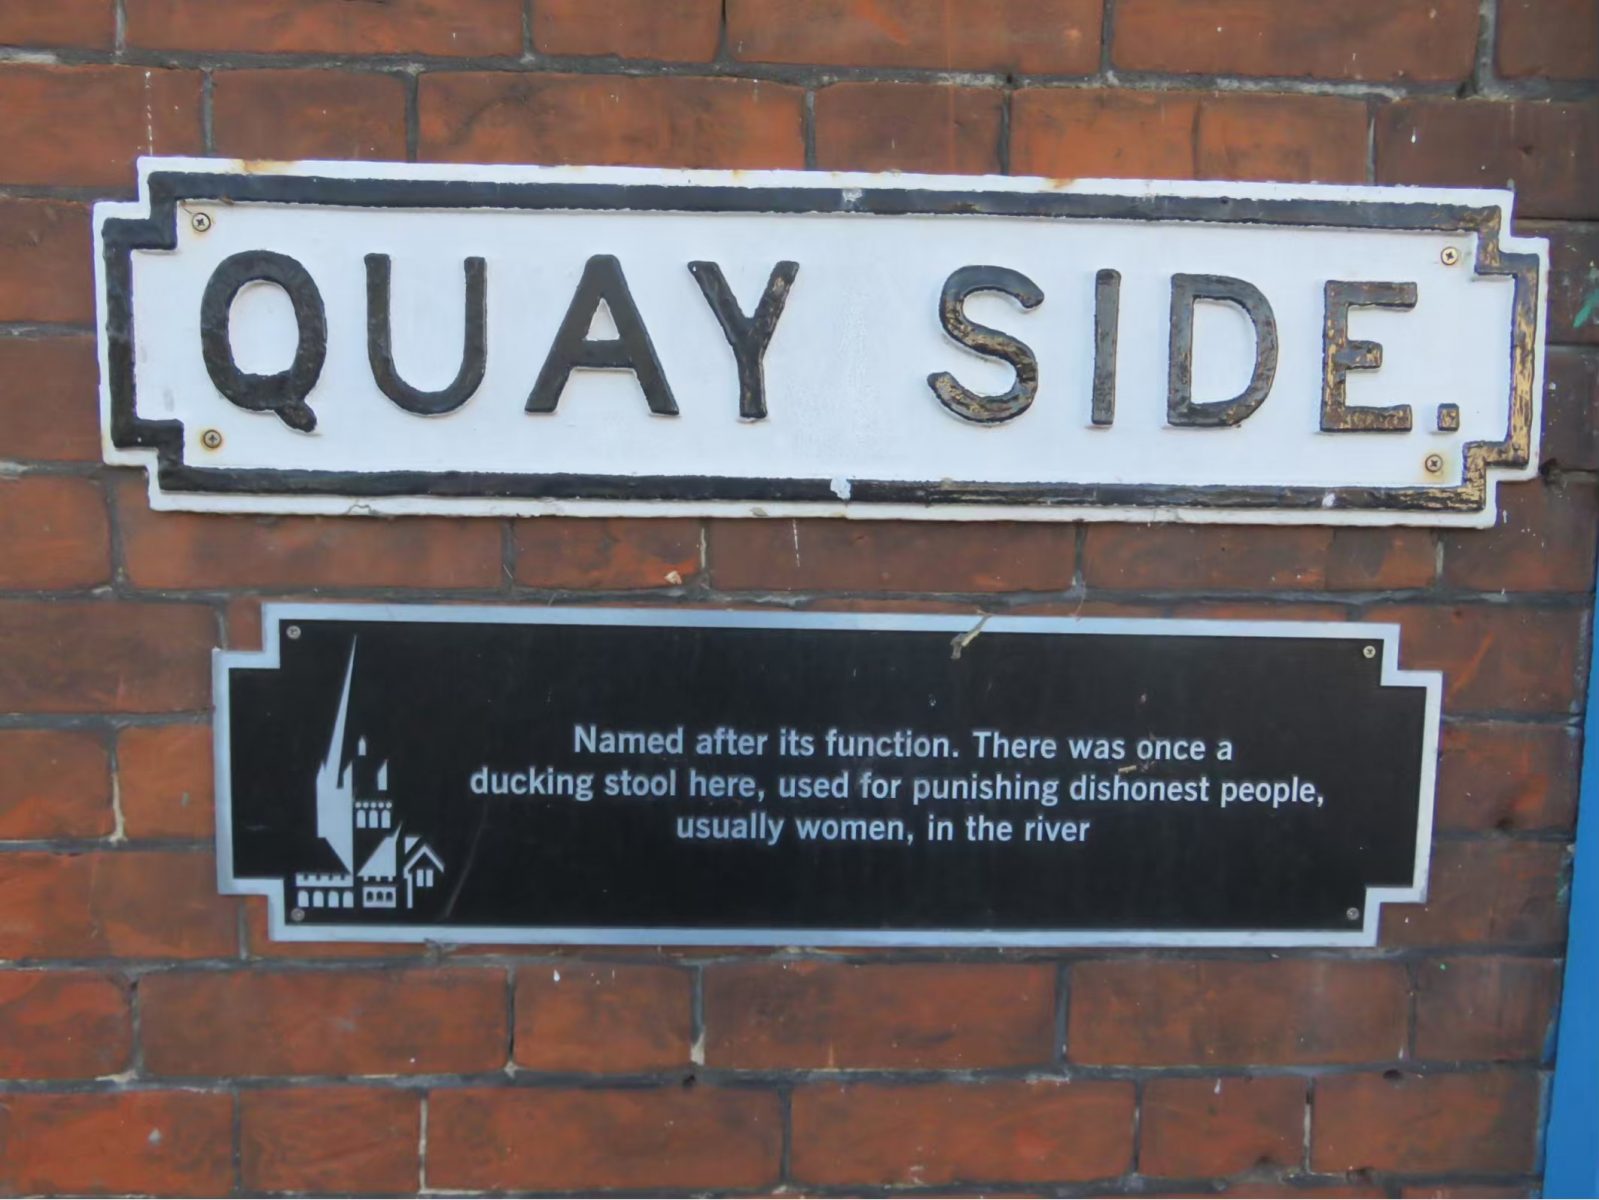 QUAY SIDE.
Named after its function. There was once a
ducking stool here, used for punishing dishonest people,
usually women, in the river